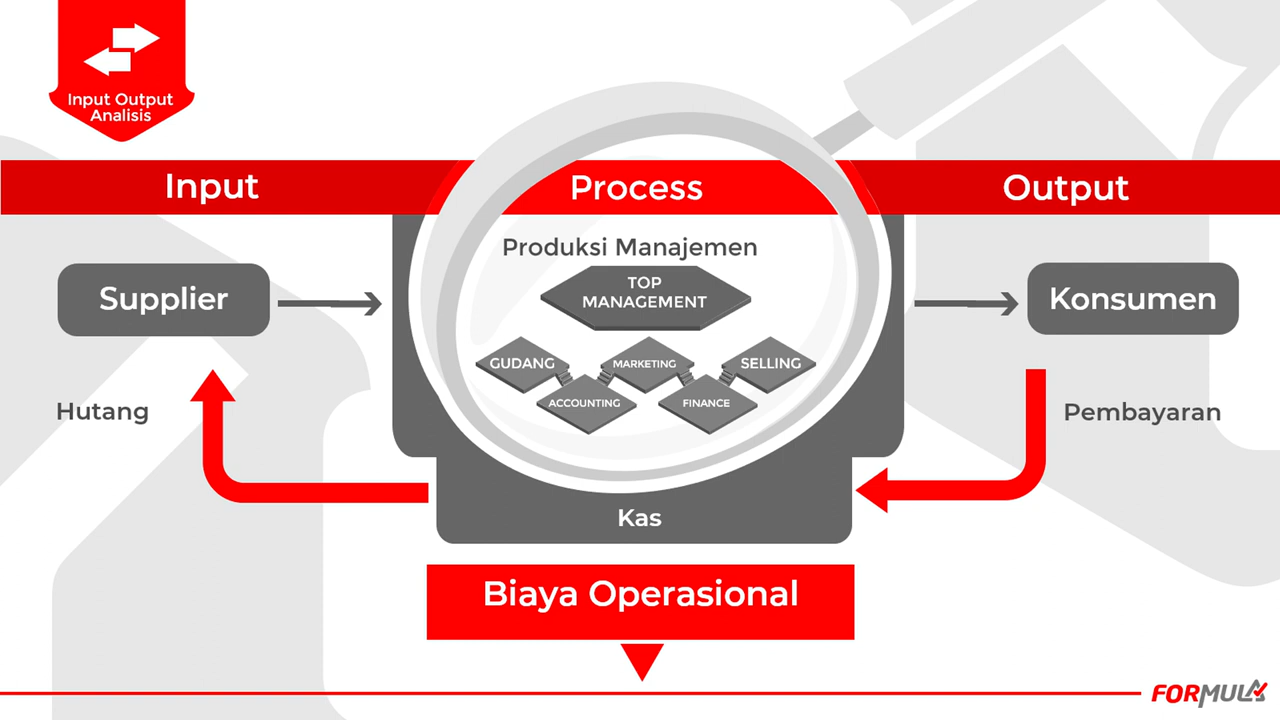 Input Output
Analisis
Input
Process
Output
Produksi Manajemen
TOP
MANAGEMENT
Supplier
Konsumen
GUDANG
MARKETING
SELLING
ACCOUNTING
FINANCE
Hutang
Pembayaran
Kas
Biaya Operasional
FORMULA